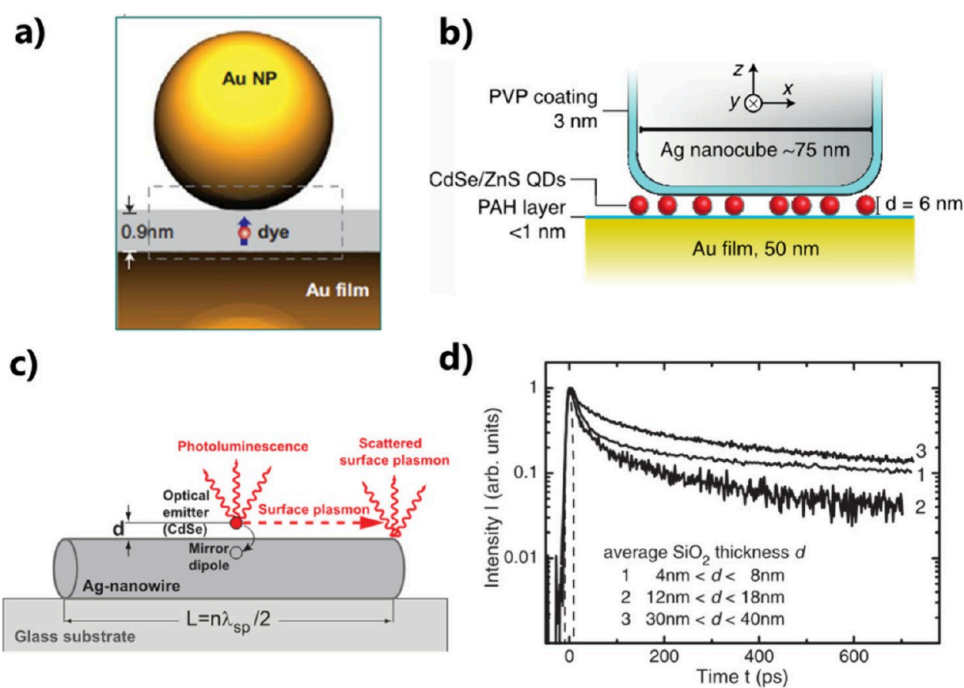 a)
Au NP
0.9nm
dye
Au film
b)
PVP coating
3 nm
z
y
x
Ag nanocube ~75 nm
CdSe/ZnS QDs
PAH layer
<1 nm
d = 6 nm
Au film, 50 nm
c)
Photoluminescence
Scattered
surface plasmon
Optical
emitter
(CdSe)
Surface plasmon
d
Mirror
dipole
Ag-nanowire
L=nλsp/2
Glass substrate
d)
Intensity I (arb. units)
1
0.1
0.01
3
1
2
average SiO₂ thickness d
1 4nm < d < 8nm
2 12nm < d < 18nm
3 30nm < d < 40nm
0 200 400 600
Time t (ps)